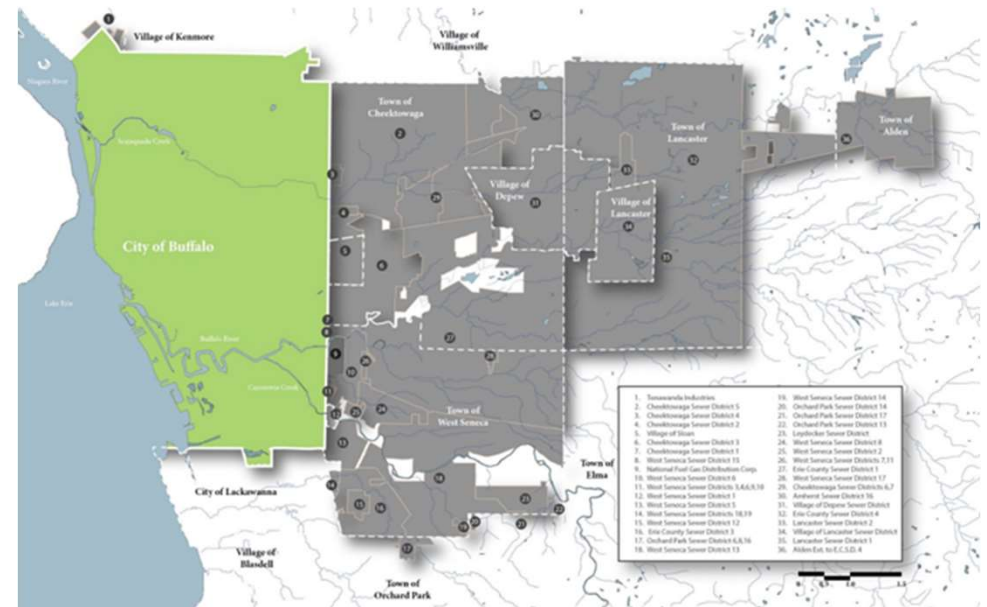 Village of Kenmore
Village of
Williamsville
Niagara River
Town of
Cheektowaga
Town of
Lancaster
Town of
Alden
Scajaquada Creek
Village of
Depew
Village of
Lancaster
City of Buffalo
Lake Erie
Buffalo River
Cazenovia Creek
Town of
West Seneca
Town of
Elma
City of Lackawanna
Village of
Blasdell
Town of
Orchard Park
1. Tonawanda Industries
2. Cheektowaga Sewer District 5
3. Cheektowaga Sewer District 4
4. Cheektowaga Sewer District 2
5. Village of Sloan
6. Cheektowaga Sewer District 3
7. Cheektowaga Sewer District 1
8. West Seneca Sewer District 15
9. National Fuel Gas Distribution Corp.
10. West Seneca Sewer District 6
11. West Seneca Sewer Districts 3,4,6,9,16
12. West Seneca Sewer District 1
13. West Seneca Sewer District 5
14. West Seneca Sewer Districts 18,19
15. West Seneca Sewer District 12
16. Erie County Sewer District 3
17. Orchard Park Sewer District 6,8,16
18. West Seneca Sewer District 13
19. West Seneca Sewer District 14
20. Orchard Park Sewer District 14
21. Orchard Park Sewer District 17
22. Orchard Park Sewer District 13
23. Leydecker Sewer District
24. West Seneca Sewer District 8
25. West Seneca Sewer District 2
26. West Seneca Sewer Districts 7,11
27. Erie County Sewer District 1
28. West Seneca Sewer District 17
29. Cheektowaga Sewer Districts 6,7
30. Amherst Sewer District 16
31. Village of Depew Sewer District
32. Erie County Sewer District 4
33. Lancaster Sewer District 2
34. Village of Lancaster Sewer District
35. Lancaster Sewer District 1
36. Alden Ext. to E.C.S.D. 4